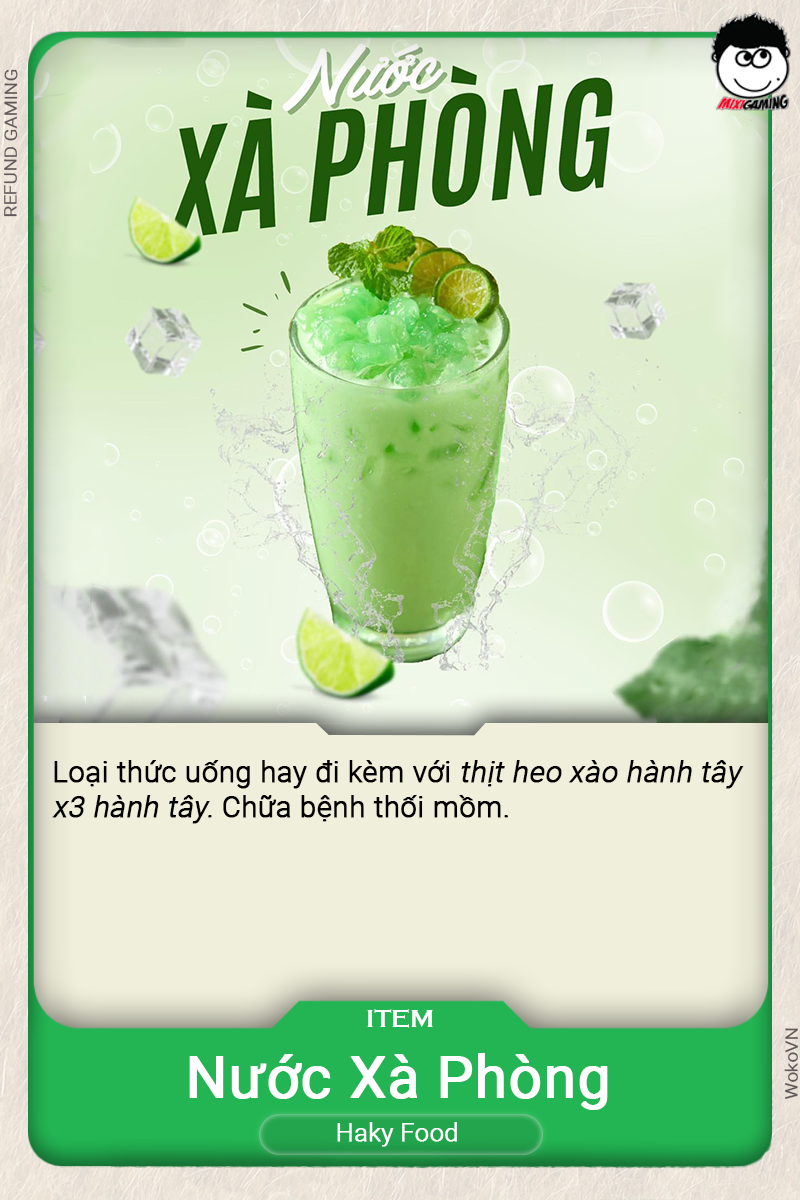 REFUND GAMING
MIXIGAMING
Nước
XÀ PHÒNG
Loại thức uống hay đi kèm với thịt heo xào hành tây
x3 hành tây. Chữa bệnh thối mồm.
ITEM
Nước Xà Phòng
Haky Food
WokoVN